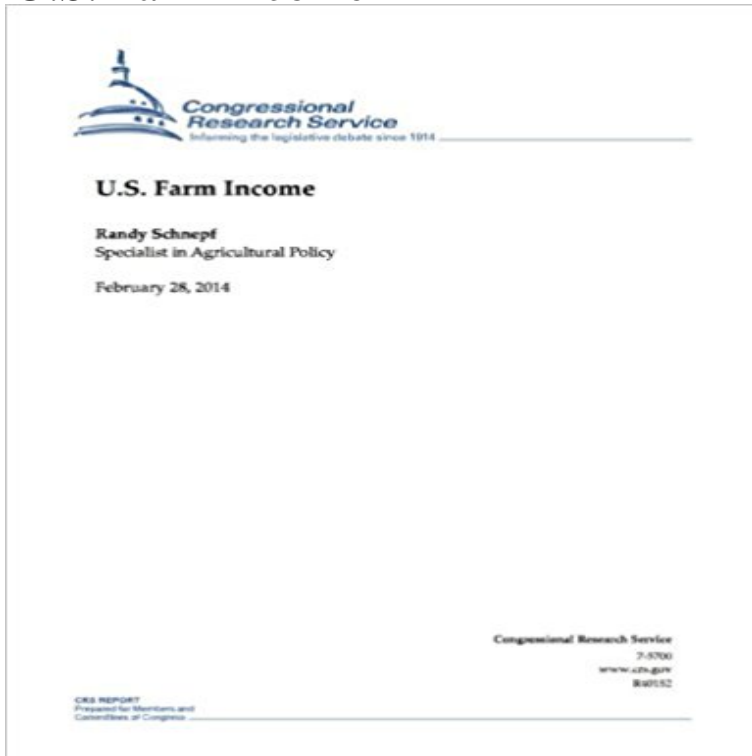 Congressional
Research Service
Informing the legislative debate since 1914
U.S. Farm Income
Randy Schnepf
Specialist in Agricultural Policy
February 28, 2014
Congressional Research Service
7-5700
www.crs.gov
R40152
CRS REPORT
Prepared for Members and
Committees of Congress